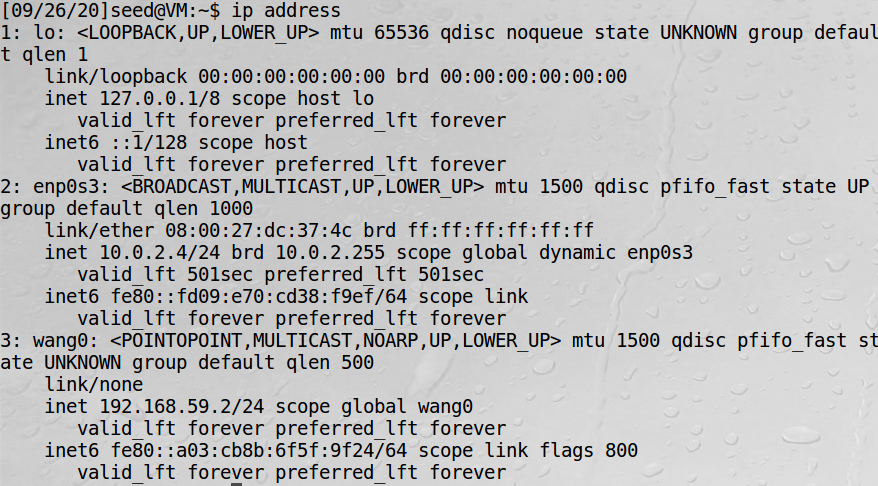 [09/26/20]seed@VM:~$ ip address
1: lo: <LOOPBACK,UP,LOWER_UP> mtu 65536 qdisc noqueue state UNKNOWN group defaul
t qlen 1
    link/loopback 00:00:00:00:00:00 brd 00:00:00:00:00:00
    inet 127.0.0.1/8 scope host lo
       valid_lft forever preferred_lft forever
    inet6 ::1/128 scope host
       valid_lft forever preferred_lft forever
2: enp0s3: <BROADCAST,MULTICAST,UP,LOWER_UP> mtu 1500 qdisc pfifo_fast state UP
group default qlen 1000
    link/ether 08:00:27:dc:37:4c brd ff:ff:ff:ff:ff:ff
    inet 10.0.2.4/24 brd 10.0.2.255 scope global dynamic enp0s3
       valid_lft 501sec preferred_lft 501sec
    inet6 fe80::fd09:e70:cd38:f9ef/64 scope link
       valid_lft forever preferred_lft forever
3: wang0: <POINTOPOINT,MULTICAST,NOARP,UP,LOWER_UP> mtu 1500 qdisc pfifo_fast st
ate UNKNOWN group default qlen 500
    link/none
    inet 192.168.59.2/24 scope global wang0
       valid_lft forever preferred_lft forever
    inet6 fe80::a03:cb8b:6f5f:9f24/64 scope link flags 800
       valid_lft forever preferred_lft forever